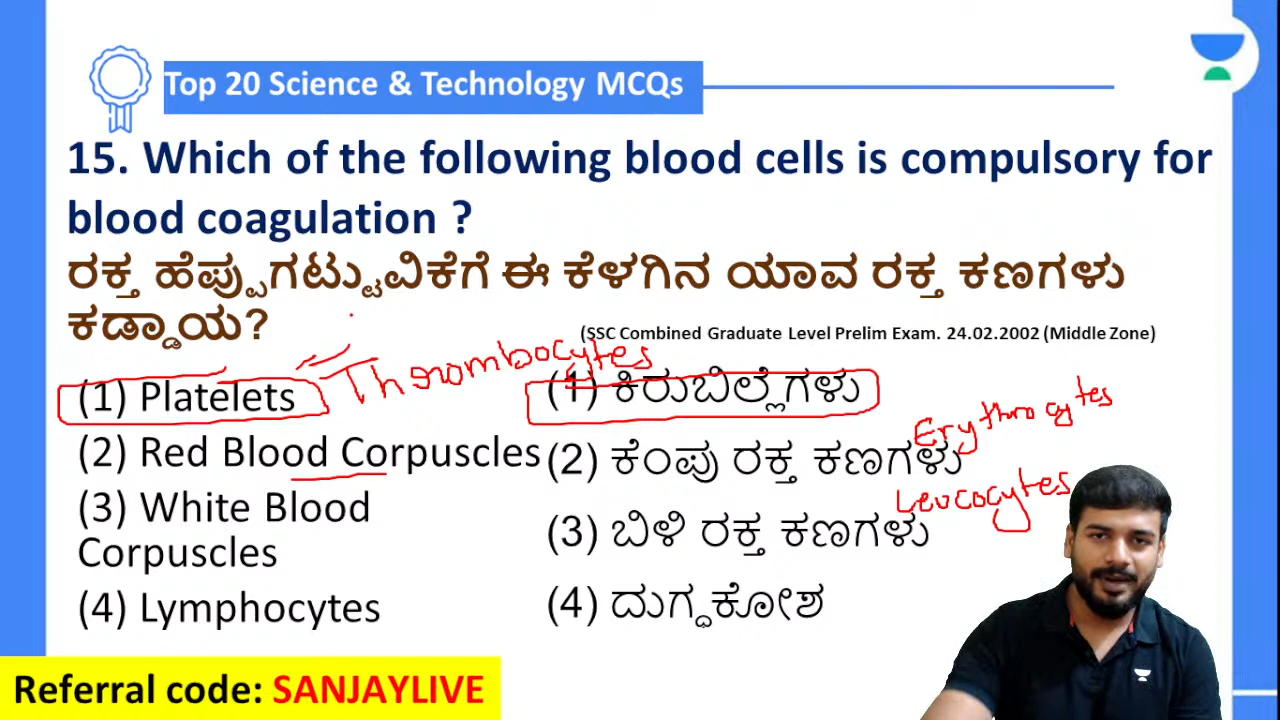 Top 20 Science & Technology MCQs
15. Which of the following blood cells is compulsory for
blood coagulation ?
ರಕ್ತ ಹೆಪ್ಪುಗಟ್ಟುವಿಕೆಗೆ ಈ ಕೆಳಗಿನ ಯಾವ ರಕ್ತ ಕಣಗಳು
ಕಡ್ಡಾಯ?
(SSC Combined Graduate Level Prelim Exam. 24.02.2002 (Middle Zone)
(1) Platelets
Thrombocytes
(2) Red Blood Corpuscles
(3) White Blood
Corpuscles
(4) Lymphocytes
(1) ಕಿರುಬಿಲ್ಲೆಗಳು
Erythrocytes
(2) ಕೆಂಪು ರಕ್ತ ಕಣಗಳು
Leucocytes
(3) ಬಿಳಿ ರಕ್ತ ಕಣಗಳು
(4) ದುಗ್ಧಕೋಶ
Referral code: SANJAYLIVE